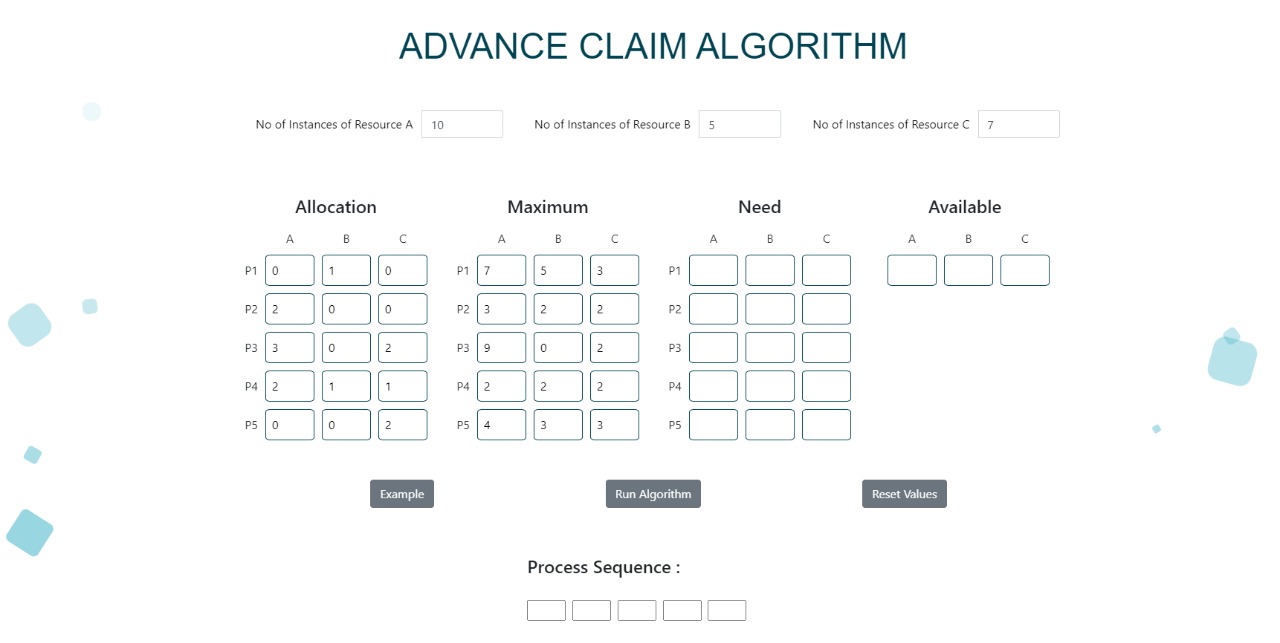 ADVANCE CLAIM ALGORITHM
No of Instances of Resource A 10 No of Instances of Resource B 5 No of Instances of Resource C 7
Allocation Maximum Need Available
A B C A B C A B C A B C
P1 0 1 0 P1 7 5 3 P1
P2 2 0 0 P2 3 2 2 P2
P3 3 0 2 P3 9 0 2 P3
P4 2 1 1 P4 2 2 2 P4
P5 0 0 2 P5 4 3 3 P5
Example Run Algorithm Reset Values
Process Sequence :